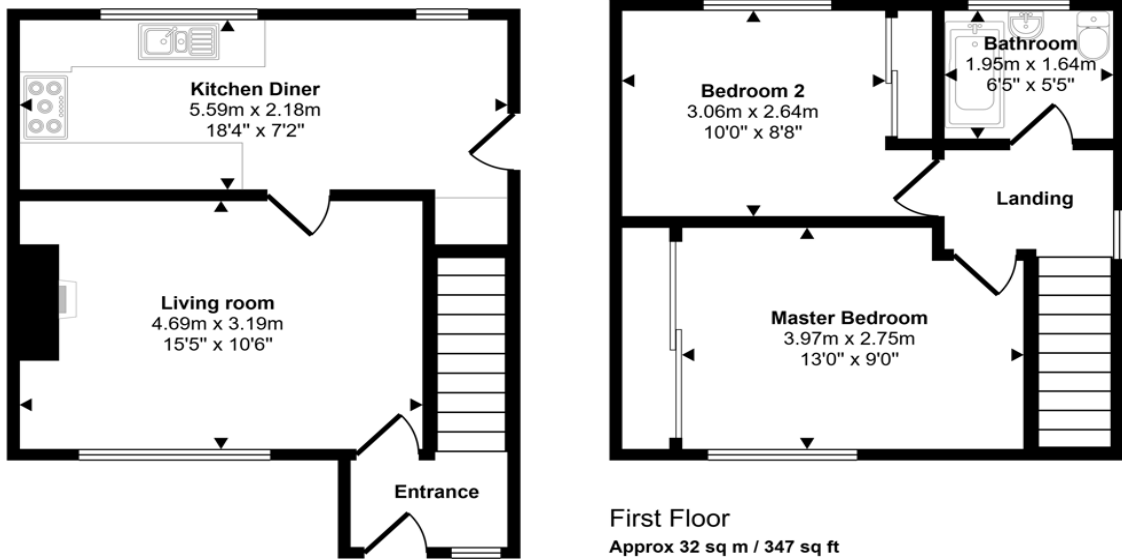 Kitchen Diner
5.59m x 2.18m
18'4" x 7'2"
Living room
4.69m x 3.19m
15'5" x 10'6"
Entrance
Bedroom 2
3.06m x 2.64m
10'0" x 8'8"
Bathroom
1.95m x 1.64m
6'5" x 5'5"
Landing
Master Bedroom
3.97m x 2.75m
13'0" x 9'0"
First Floor
Approx 32 sq m / 347 sq ft